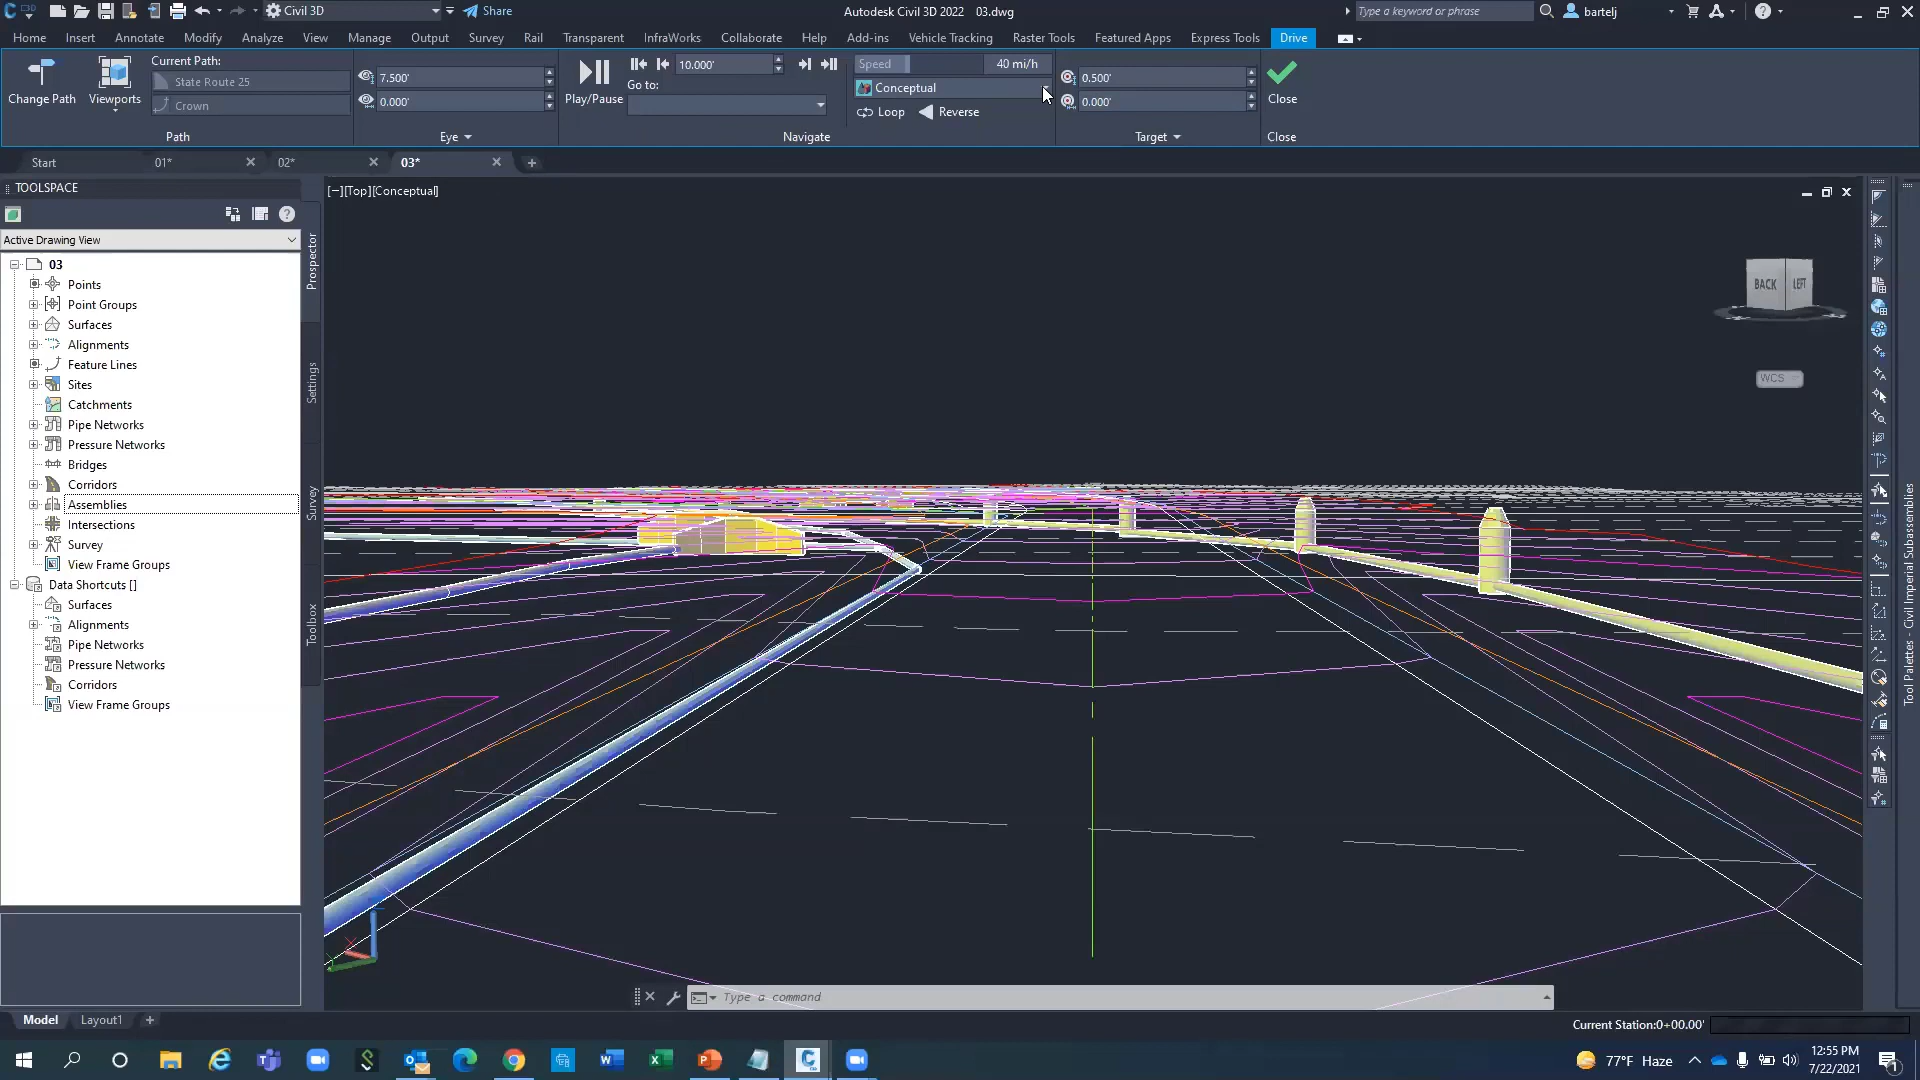 Civil 3D
Share
Autodesk Civil 3D 2022 03.dwg
Type a keyword or phrase
bartelj
Home Insert Annotate Modify Analyze View Manage Output Survey Rail Transparent InfraWorks Collaborate Help Add-ins Vehicle Tracking Raster Tools Featured Apps Express Tools Drive
Change Path
Viewports
Current Path:
State Route 25
Crown
Path
7.500'
0.000'
Eye
Play/Pause
10.000'
Go to:
Speed
40 mi/h
Conceptual
Loop
Reverse
Navigate
0.500'
0.000'
Target
Close
Close
Start
01*
02*
03*
TOOLSPACE
Active Drawing View
03
Points
Point Groups
Surfaces
Alignments
Feature Lines
Sites
Catchments
Pipe Networks
Pressure Networks
Bridges
Corridors
Assemblies
Intersections
Survey
View Frame Groups
Data Shortcuts []
Surfaces
Alignments
Pipe Networks
Pressure Networks
Corridors
View Frame Groups
Prospector
Settings
Survey
Toolbox
[−][Top][Conceptual]
BACK
LEFT
WCS
Tool Palettes - Civil Imperial Subassemblies
Type a command
Model
Layout1
Current Station:0+00.00'
77°F Haze
12:55 PM
7/22/2021